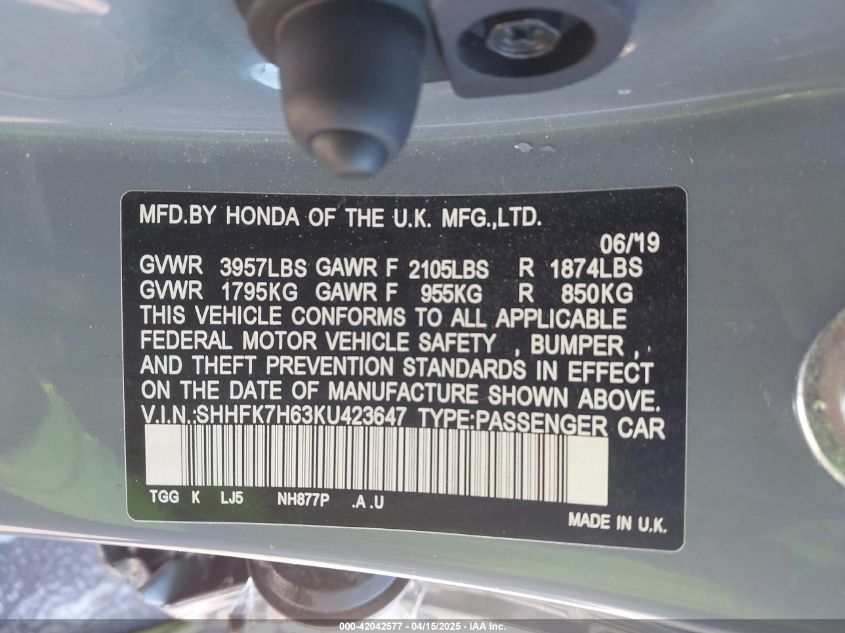 MFD.BY HONDA OF THE U.K. MFG.,LTD.
06/'19
GVWR 3957LBS GAWR F 2105LBS R 1874LBS
GVWR 1795KG GAWR F 955KG R 850KG
THIS VEHICLE CONFORMS TO ALL APPLICABLE
FEDERAL MOTOR VEHICLE SAFETY , BUMPER ,
AND THEFT PREVENTION STANDARDS IN EFFECT
ON THE DATE OF MANUFACTURE SHOWN ABOVE.
V.I.N.:SHHFK7H63KU423647 TYPE:PASSENGER CAR
TGG K LJ5 NH877P .A .U
MADE IN U.K.
000-42042577 - 04/15/2025 - IAA Inc.